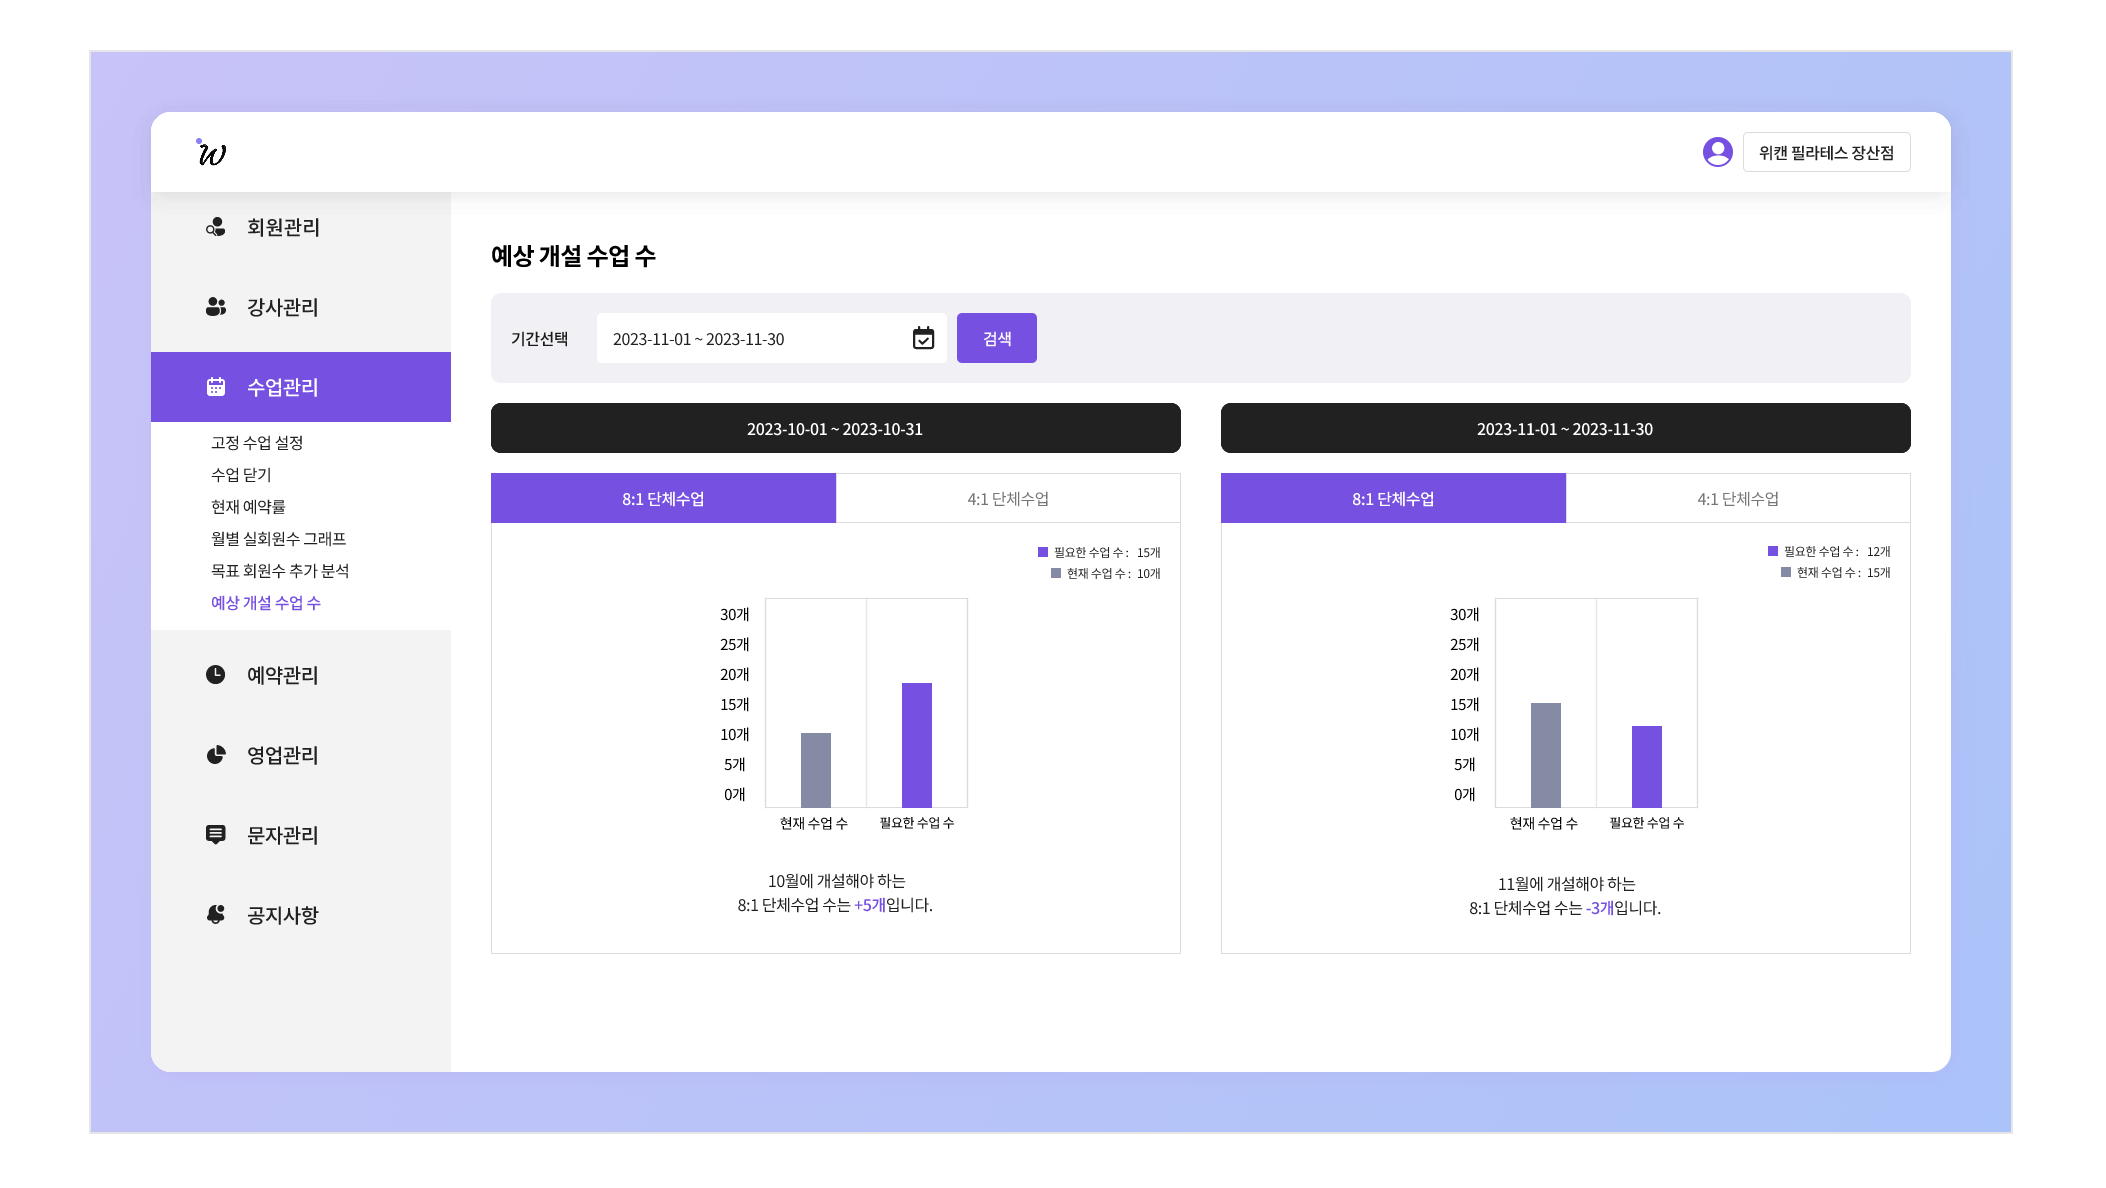 w
위캔 필라테스 장산점
회원관리
강사관리
수업관리
고정 수업 설정
수업 닫기
현재 예약률
월별 실회원수 그래프
목표 회원수 추가 분석
예상 개설 수업 수
예약관리
영업관리
문자관리
공지사항
예상 개설 수업 수
기간선택 2023-11-01 ~ 2023-11-30 검색
2023-10-01 ~ 2023-10-31
8:1 단체수업 4:1 단체수업
필요한 수업 수 : 15개
현재 수업 수 : 10개
30개
25개
20개
15개
10개
5개
0개
현재 수업 수 필요한 수업 수
10월에 개설해야 하는
8:1 단체수업 수는 +5개입니다.
2023-11-01 ~ 2023-11-30
8:1 단체수업 4:1 단체수업
필요한 수업 수 : 12개
현재 수업 수 : 15개
30개
25개
20개
15개
10개
5개
0개
현재 수업 수 필요한 수업 수
11월에 개설해야 하는
8:1 단체수업 수는 -3개입니다.